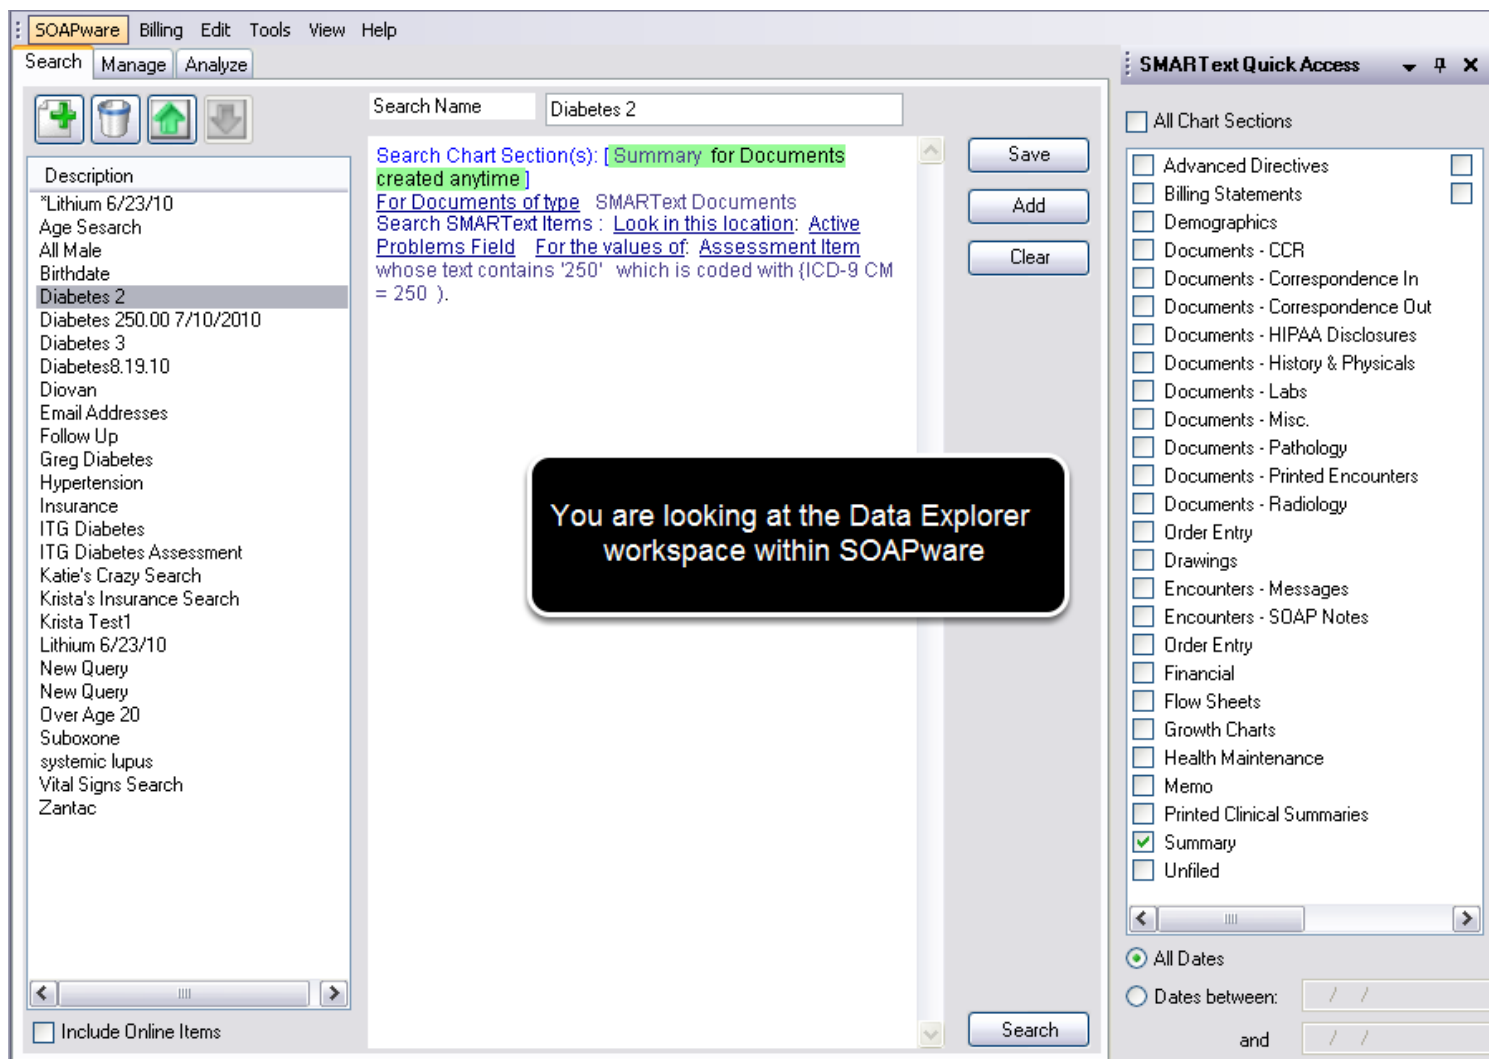 SOAPware Billing Edit Tools View Help
Search Manage Analyze
Search Name Diabetes 2
Description
*Lithium 6/23/10
Age Sesarch
All Male
Birthdate
Diabetes 2
Diabetes 250.00 7/10/2010
Diabetes 3
Diabetes8.19.10
Diovan
Email Addresses
Follow Up
Greg Diabetes
Hypertension
Insurance
ITG Diabetes
ITG Diabetes Assessment
Katie's Crazy Search
Krista's Insurance Search
Krista Test1
Lithium 6/23/10
New Query
New Query
Over Age 20
Suboxone
systemic lupus
Vital Signs Search
Zantac
Include Online Items
Search Chart Section(s): [ Summary for Documents
created anytime ]
For Documents of type SMARText Documents
Search SMARText Items : Look in this location: Active
Problems Field For the values of: Assessment Item
whose text contains '250' which is coded with {ICD-9 CM
= 250 ).
You are looking at the Data Explorer
workspace within SOAPware
Save
Add
Clear
Search
SMARText Quick Access
All Chart Sections
Advanced Directives
Billing Statements
Demographics
Documents - CCR
Documents - Correspondence In
Documents - Correspondence Out
Documents - HIPAA Disclosures
Documents - History & Physicals
Documents - Labs
Documents - Misc.
Documents - Pathology
Documents - Printed Encounters
Documents - Radiology
Order Entry
Drawings
Encounters - Messages
Encounters - SOAP Notes
Order Entry
Financial
Flow Sheets
Growth Charts
Health Maintenance
Memo
Printed Clinical Summaries
Summary
Unfiled
All Dates
Dates between: / /
and / /